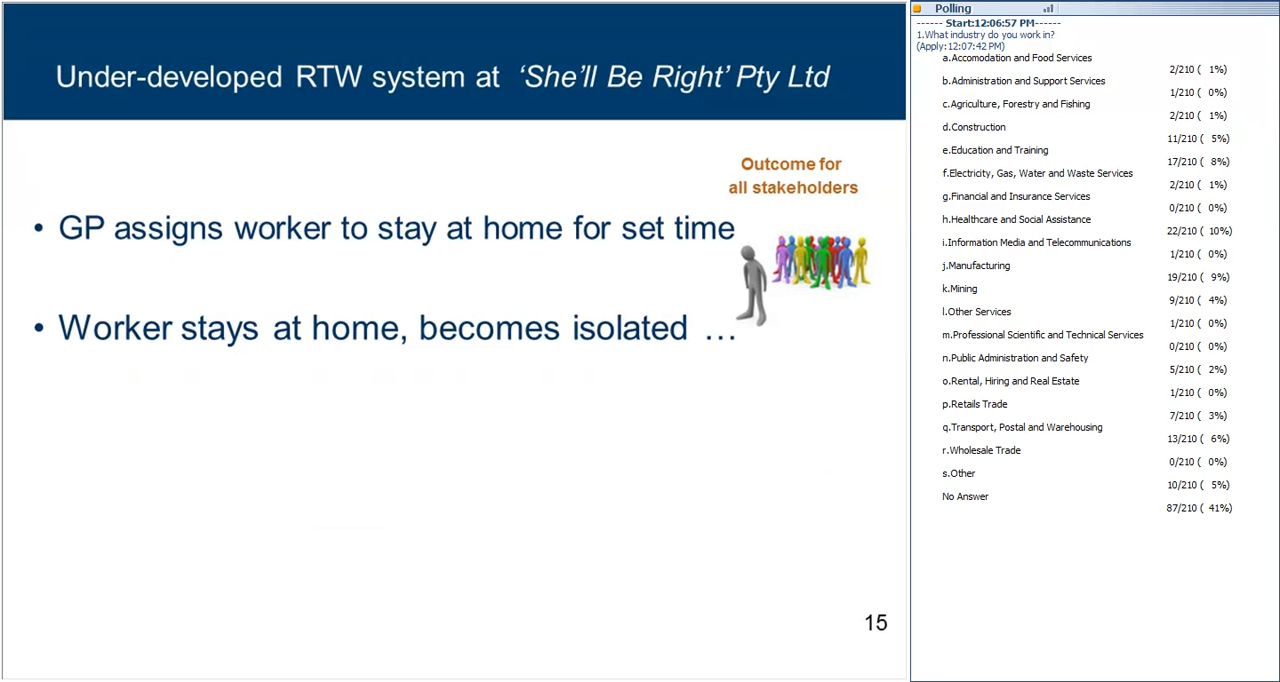 Under-developed RTW system at ‘She’ll Be Right’ Pty Ltd
Outcome for
all stakeholders
• GP assigns worker to stay at home for set time
• Worker stays at home, becomes isolated …
15
Polling
------ Start:12:06:57 PM------
1.What industry do you work in?
(Apply:12:07:42 PM)
a.Accomodation and Food Services
2/210 ( 1%)
b.Administration and Support Services
1/210 ( 0%)
c.Agriculture, Forestry and Fishing
2/210 ( 1%)
d.Construction
11/210 ( 5%)
e.Education and Training
17/210 ( 8%)
f.Electricity, Gas, Water and Waste Services
2/210 ( 1%)
g.Financial and Insurance Services
0/210 ( 0%)
h.Healthcare and Social Assistance
22/210 ( 10%)
i.Information Media and Telecommunications
1/210 ( 0%)
j.Manufacturing
19/210 ( 9%)
k.Mining
9/210 ( 4%)
l.Other Services
1/210 ( 0%)
m.Professional Scientific and Technical Services
0/210 ( 0%)
n.Public Administration and Safety
5/210 ( 2%)
o.Rental, Hiring and Real Estate
1/210 ( 0%)
p.Retails Trade
7/210 ( 3%)
q.Transport, Postal and Warehousing
13/210 ( 6%)
r.Wholesale Trade
0/210 ( 0%)
s.Other
10/210 ( 5%)
No Answer
87/210 ( 41%)